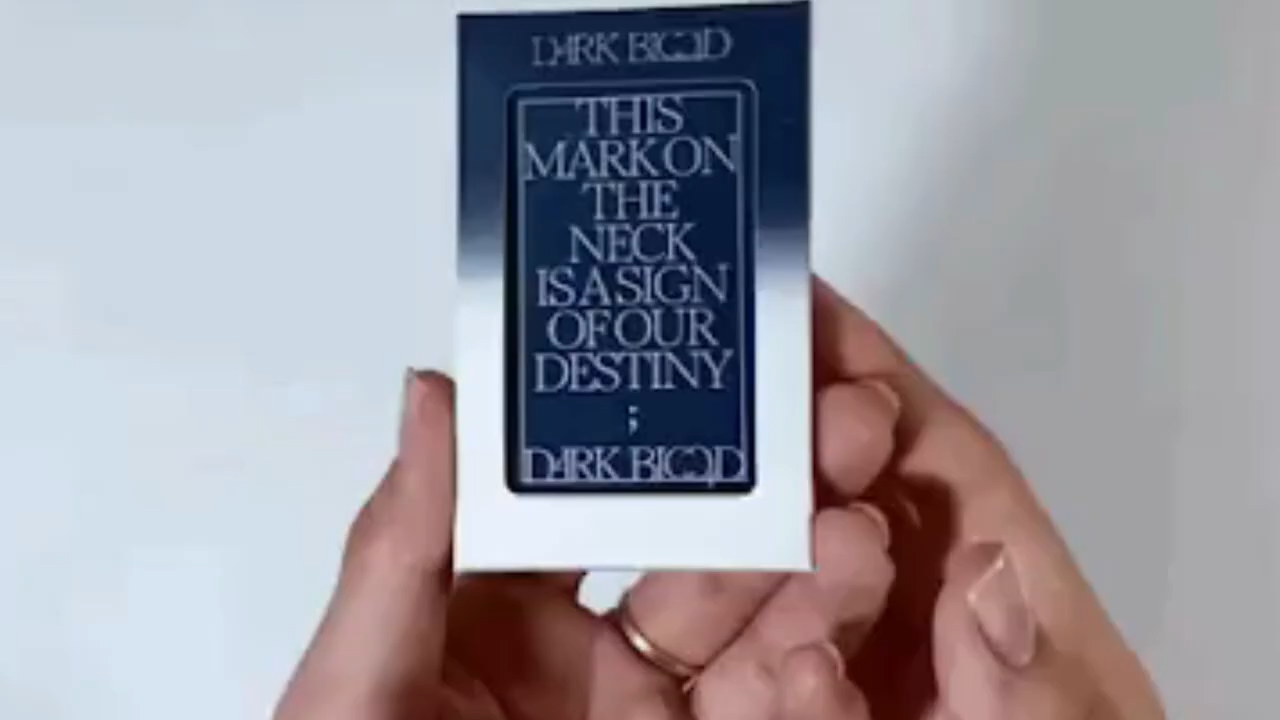 DARK BLOOD
THIS
MARK ON
THE
NECK
IS A SIGN
OF OUR
DESTINY
;
DARK BLOOD